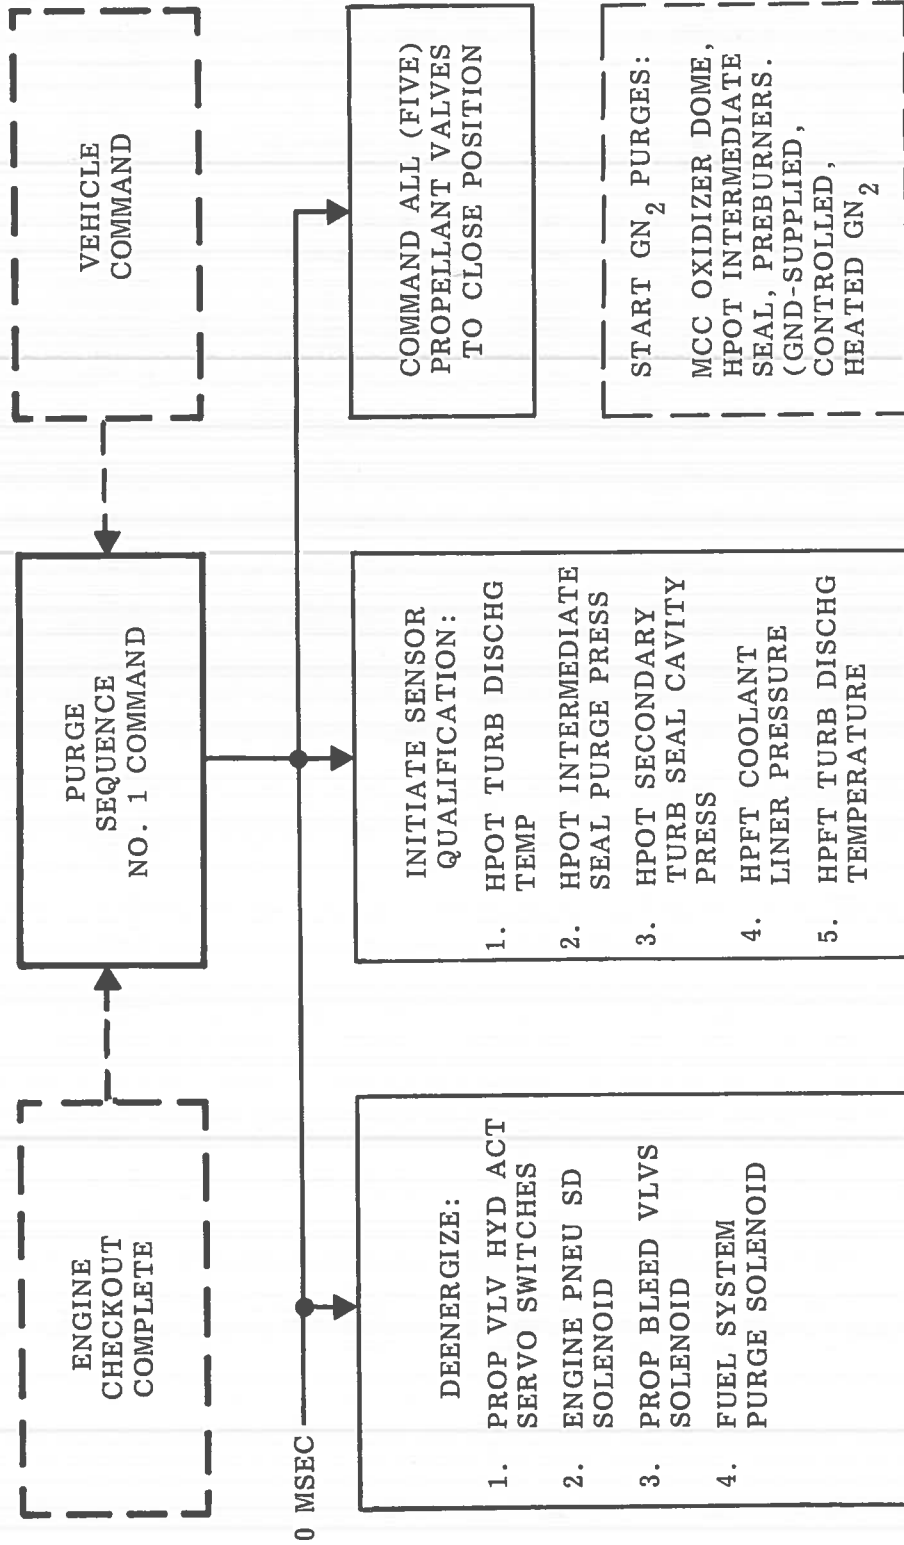 ENGINE
CHECKOUT
COMPLETE
PURGE
SEQUENCE
NO. 1 COMMAND
VEHICLE
COMMAND
0 MSEC
DEENERGIZE:
1. PROP VLV HYD ACT
SERVO SWITCHES
2. ENGINE PNEU SD
SOLENOID
3. PROP BLEED VLVS
SOLENOID
4. FUEL SYSTEM
PURGE SOLENOID
INITIATE SENSOR
QUALIFICATION:
1. HPOT TURB DISCHG
TEMP
2. HPOT INTERMEDIATE
SEAL PURGE PRESS
3. HPOT SECONDARY
TURB SEAL CAVITY
PRESS
4. HPFT COOLANT
LINER PRESSURE
5. HPFT TURB DISCHG
TEMPERATURE
COMMAND ALL (FIVE)
PROPELLANT VALVES
TO CLOSE POSITION
START GN2 PURGES:
MCC OXIDIZER DOME,
HPOT INTERMEDIATE
SEAL, PREBURNERS.
(GND-SUPPLIED,
CONTROLLED,
HEATED GN2